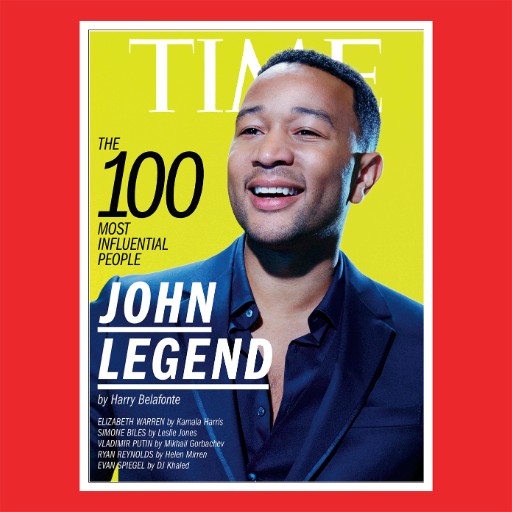 TIME
THE
100
MOST
INFLUENTIAL
PEOPLE
JOHN
LEGEND
by Harry Belafonte
ELIZABETH WARREN by Kamala Harris
SIMONE BILES by Leslie Jones
VLADIMIR PUTIN by Mikhail Gorbachev
RYAN REYNOLDS by Helen Mirren
EVAN SPIEGEL by DJ Khaled